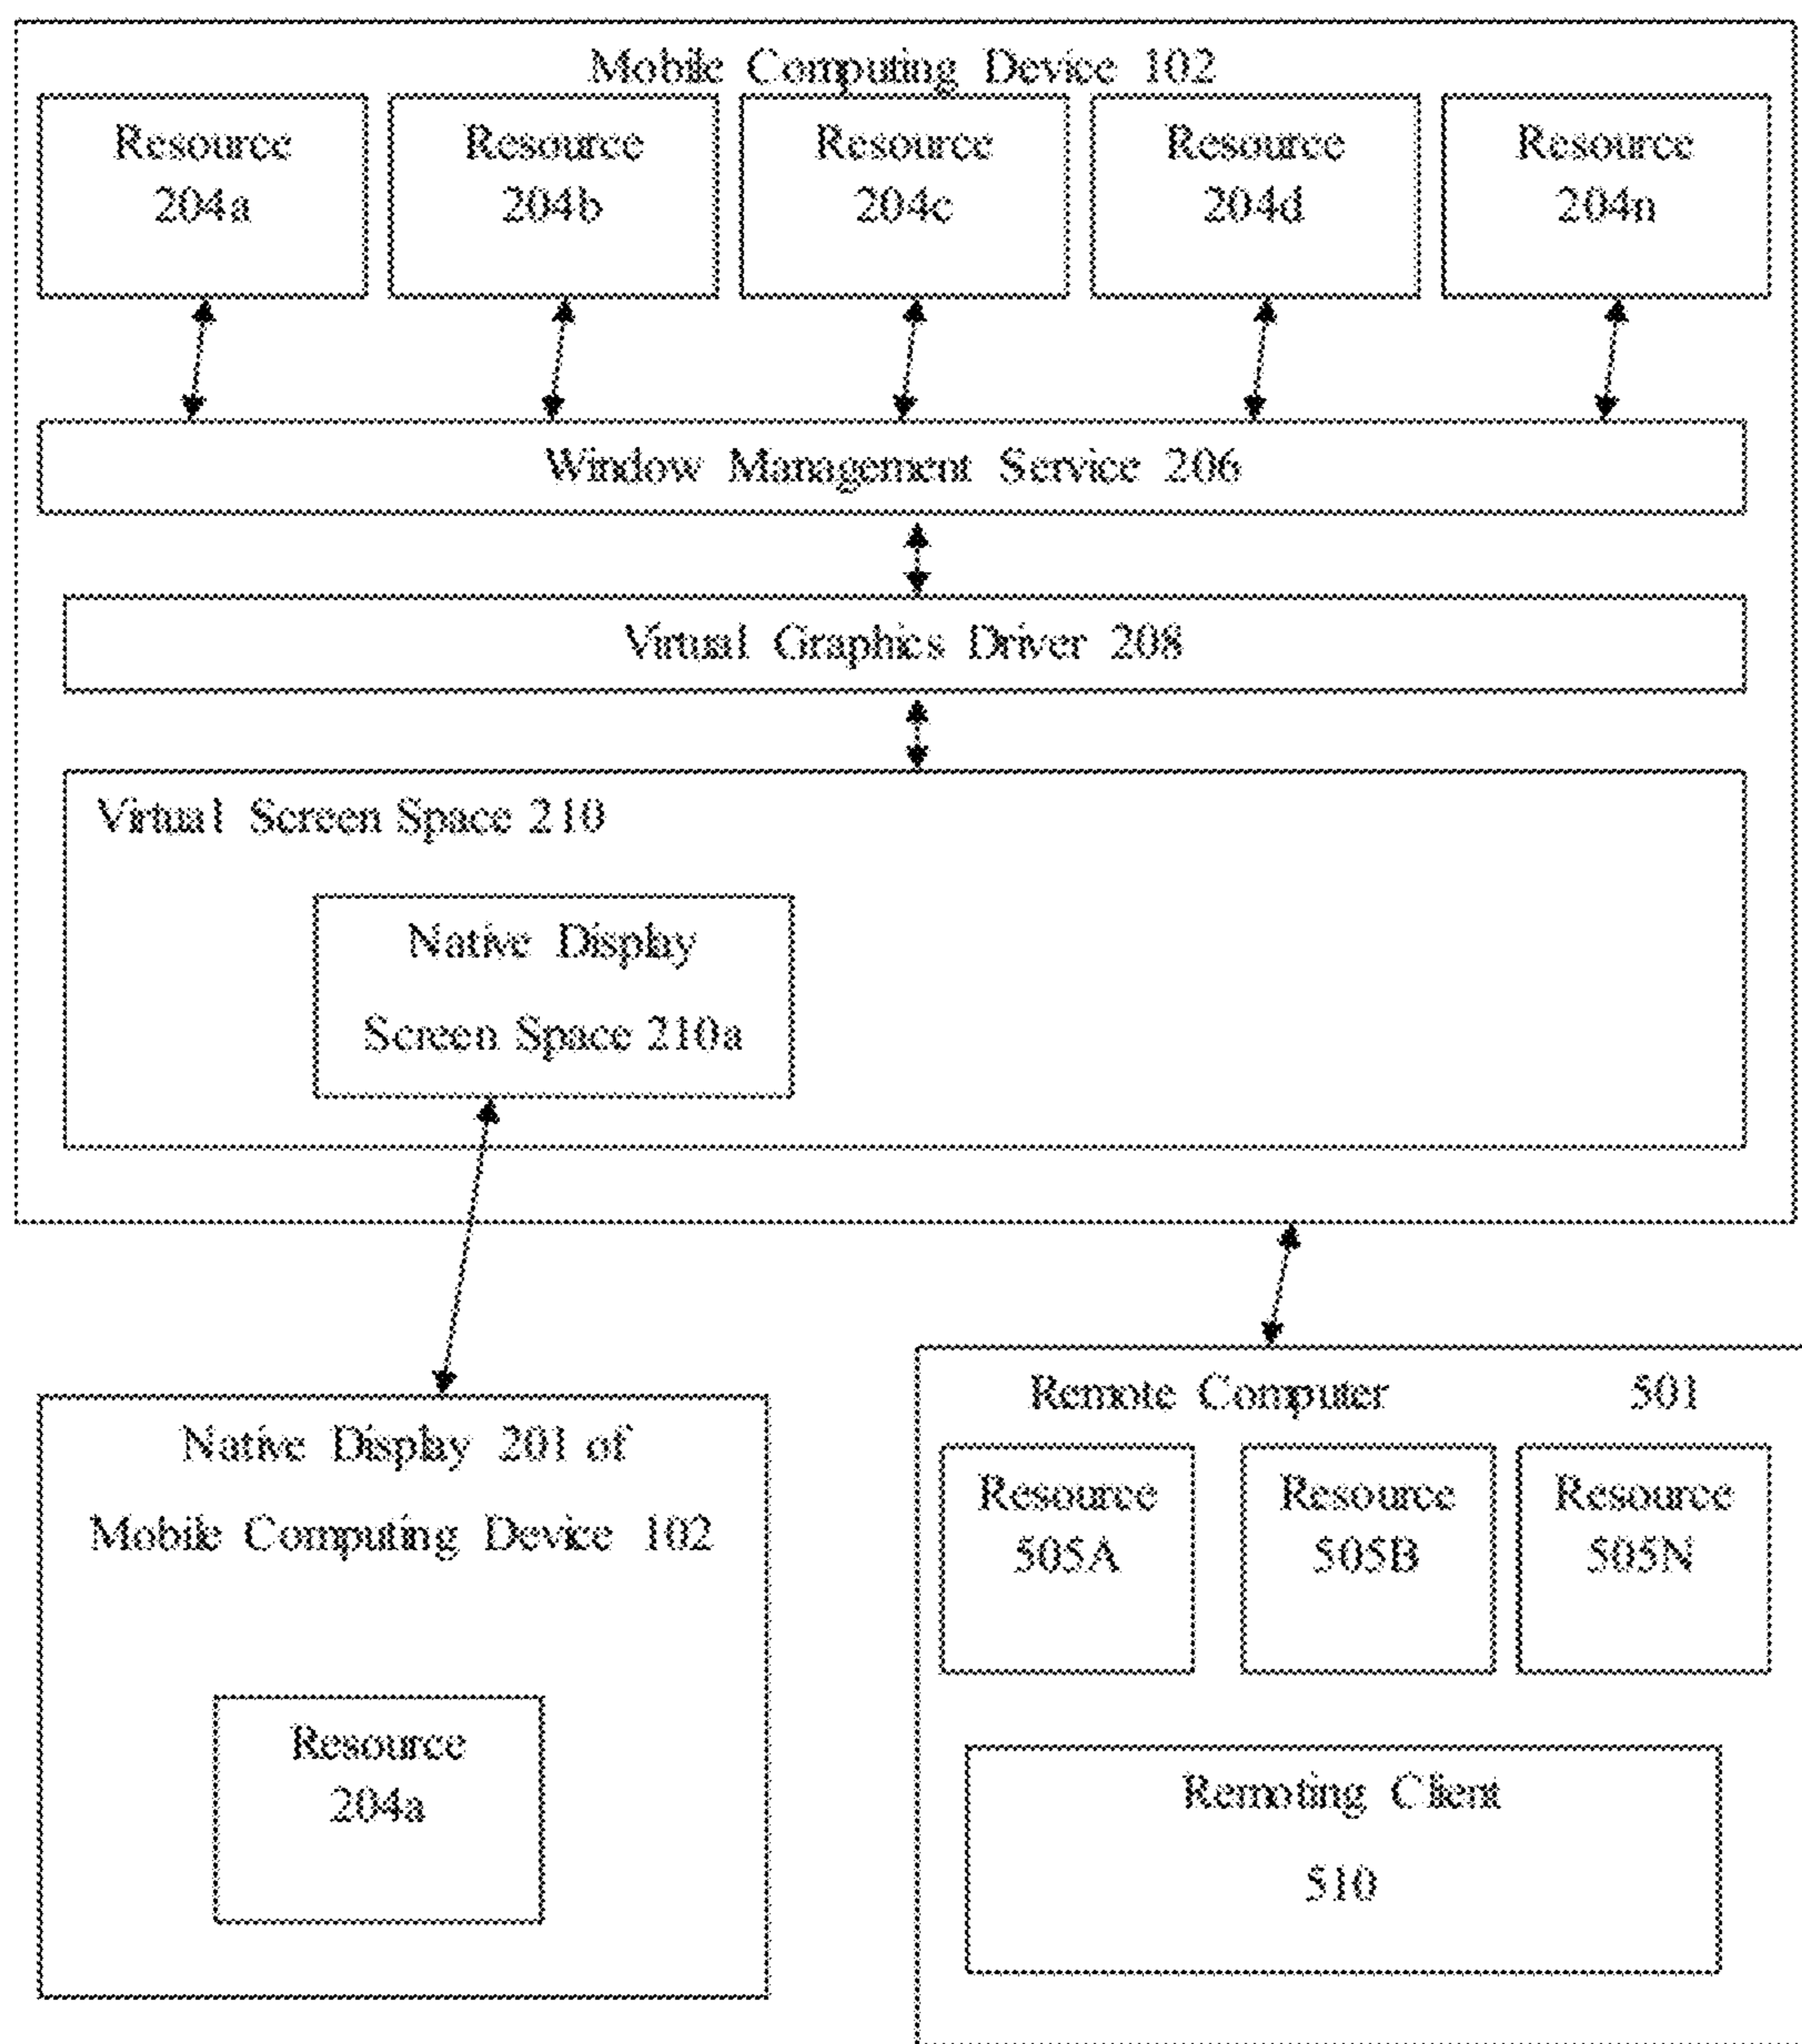 Mobile Computing Device 102
Resource
204a
Resource
204b
Resource
204c
Resource
204d
Resource
204n
Window Management Service 206
Virtual Graphics Driver 208
Virtual Screen Space 210
Native Display
Screen Space 210a
Native Display 201 of
Mobile Computing Device 102
Resource
204a
Remote Computer 501
Resource
505A
Resource
505B
Resource
505N
Remoting Client
510